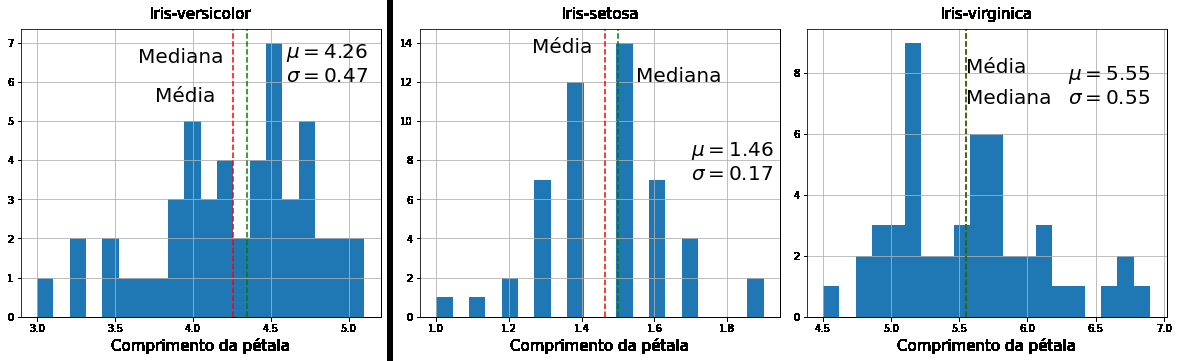 Iris-versicolor
7
6
5
4
3
2
1
0
Mediana
Média
μ = 4.26
σ = 0.47
3.0 3.5 4.0 4.5 5.0
Comprimento da pétala
Iris-setosa
14
12
10
8
6
4
2
0
Média
Mediana
μ = 1.46
σ = 0.17
1.0 1.2 1.4 1.6 1.8
Comprimento da pétala
Iris-virginica
8
6
4
2
0
Média
Mediana
μ = 5.55
σ = 0.55
4.5 5.0 5.5 6.0 6.5 7.0
Comprimento da pétala